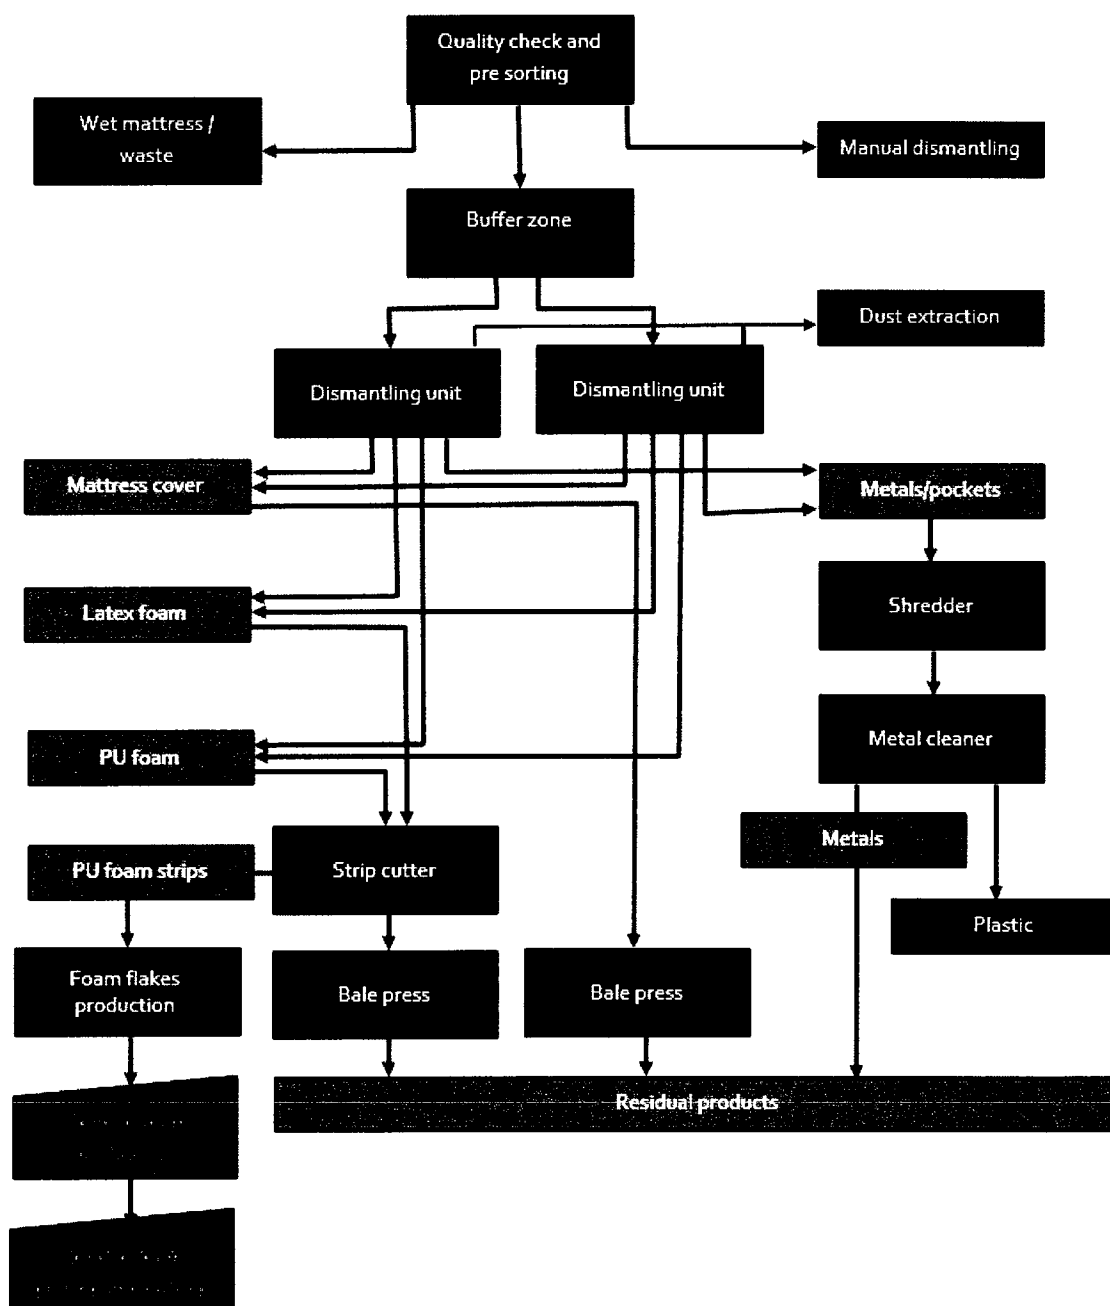 Quality check and
pre sorting
Wet mattress /
waste
Manual dismantling
Buffer zone
Dust extraction
Dismantling unit
Dismantling unit
Mattress cover
Metals/pockets
Latex foam
Shredder
PU foam
Metal cleaner
Metals
PU foam strips
Strip cutter
Plastic
Foam flakes
production
Bale press
Bale press
Residual products